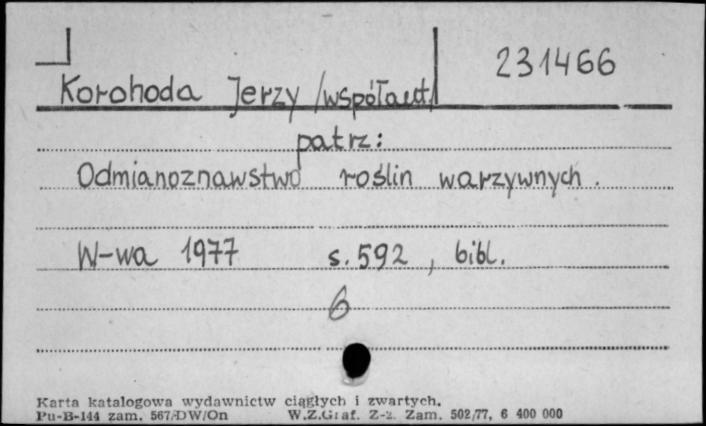 231466
Korohoda Jerzy /współaut/
patrz:
Odmianoznawstwo roślin warzywnych.
W-wa 1977 s. 592, bibl.
6
Karta katalogowa wydawnictw ciągłych i zwartych.
Pu-B-144 zam. 567/DW/On W.Z.Graf. Z-2. Zam. 502/77, 6 400 000